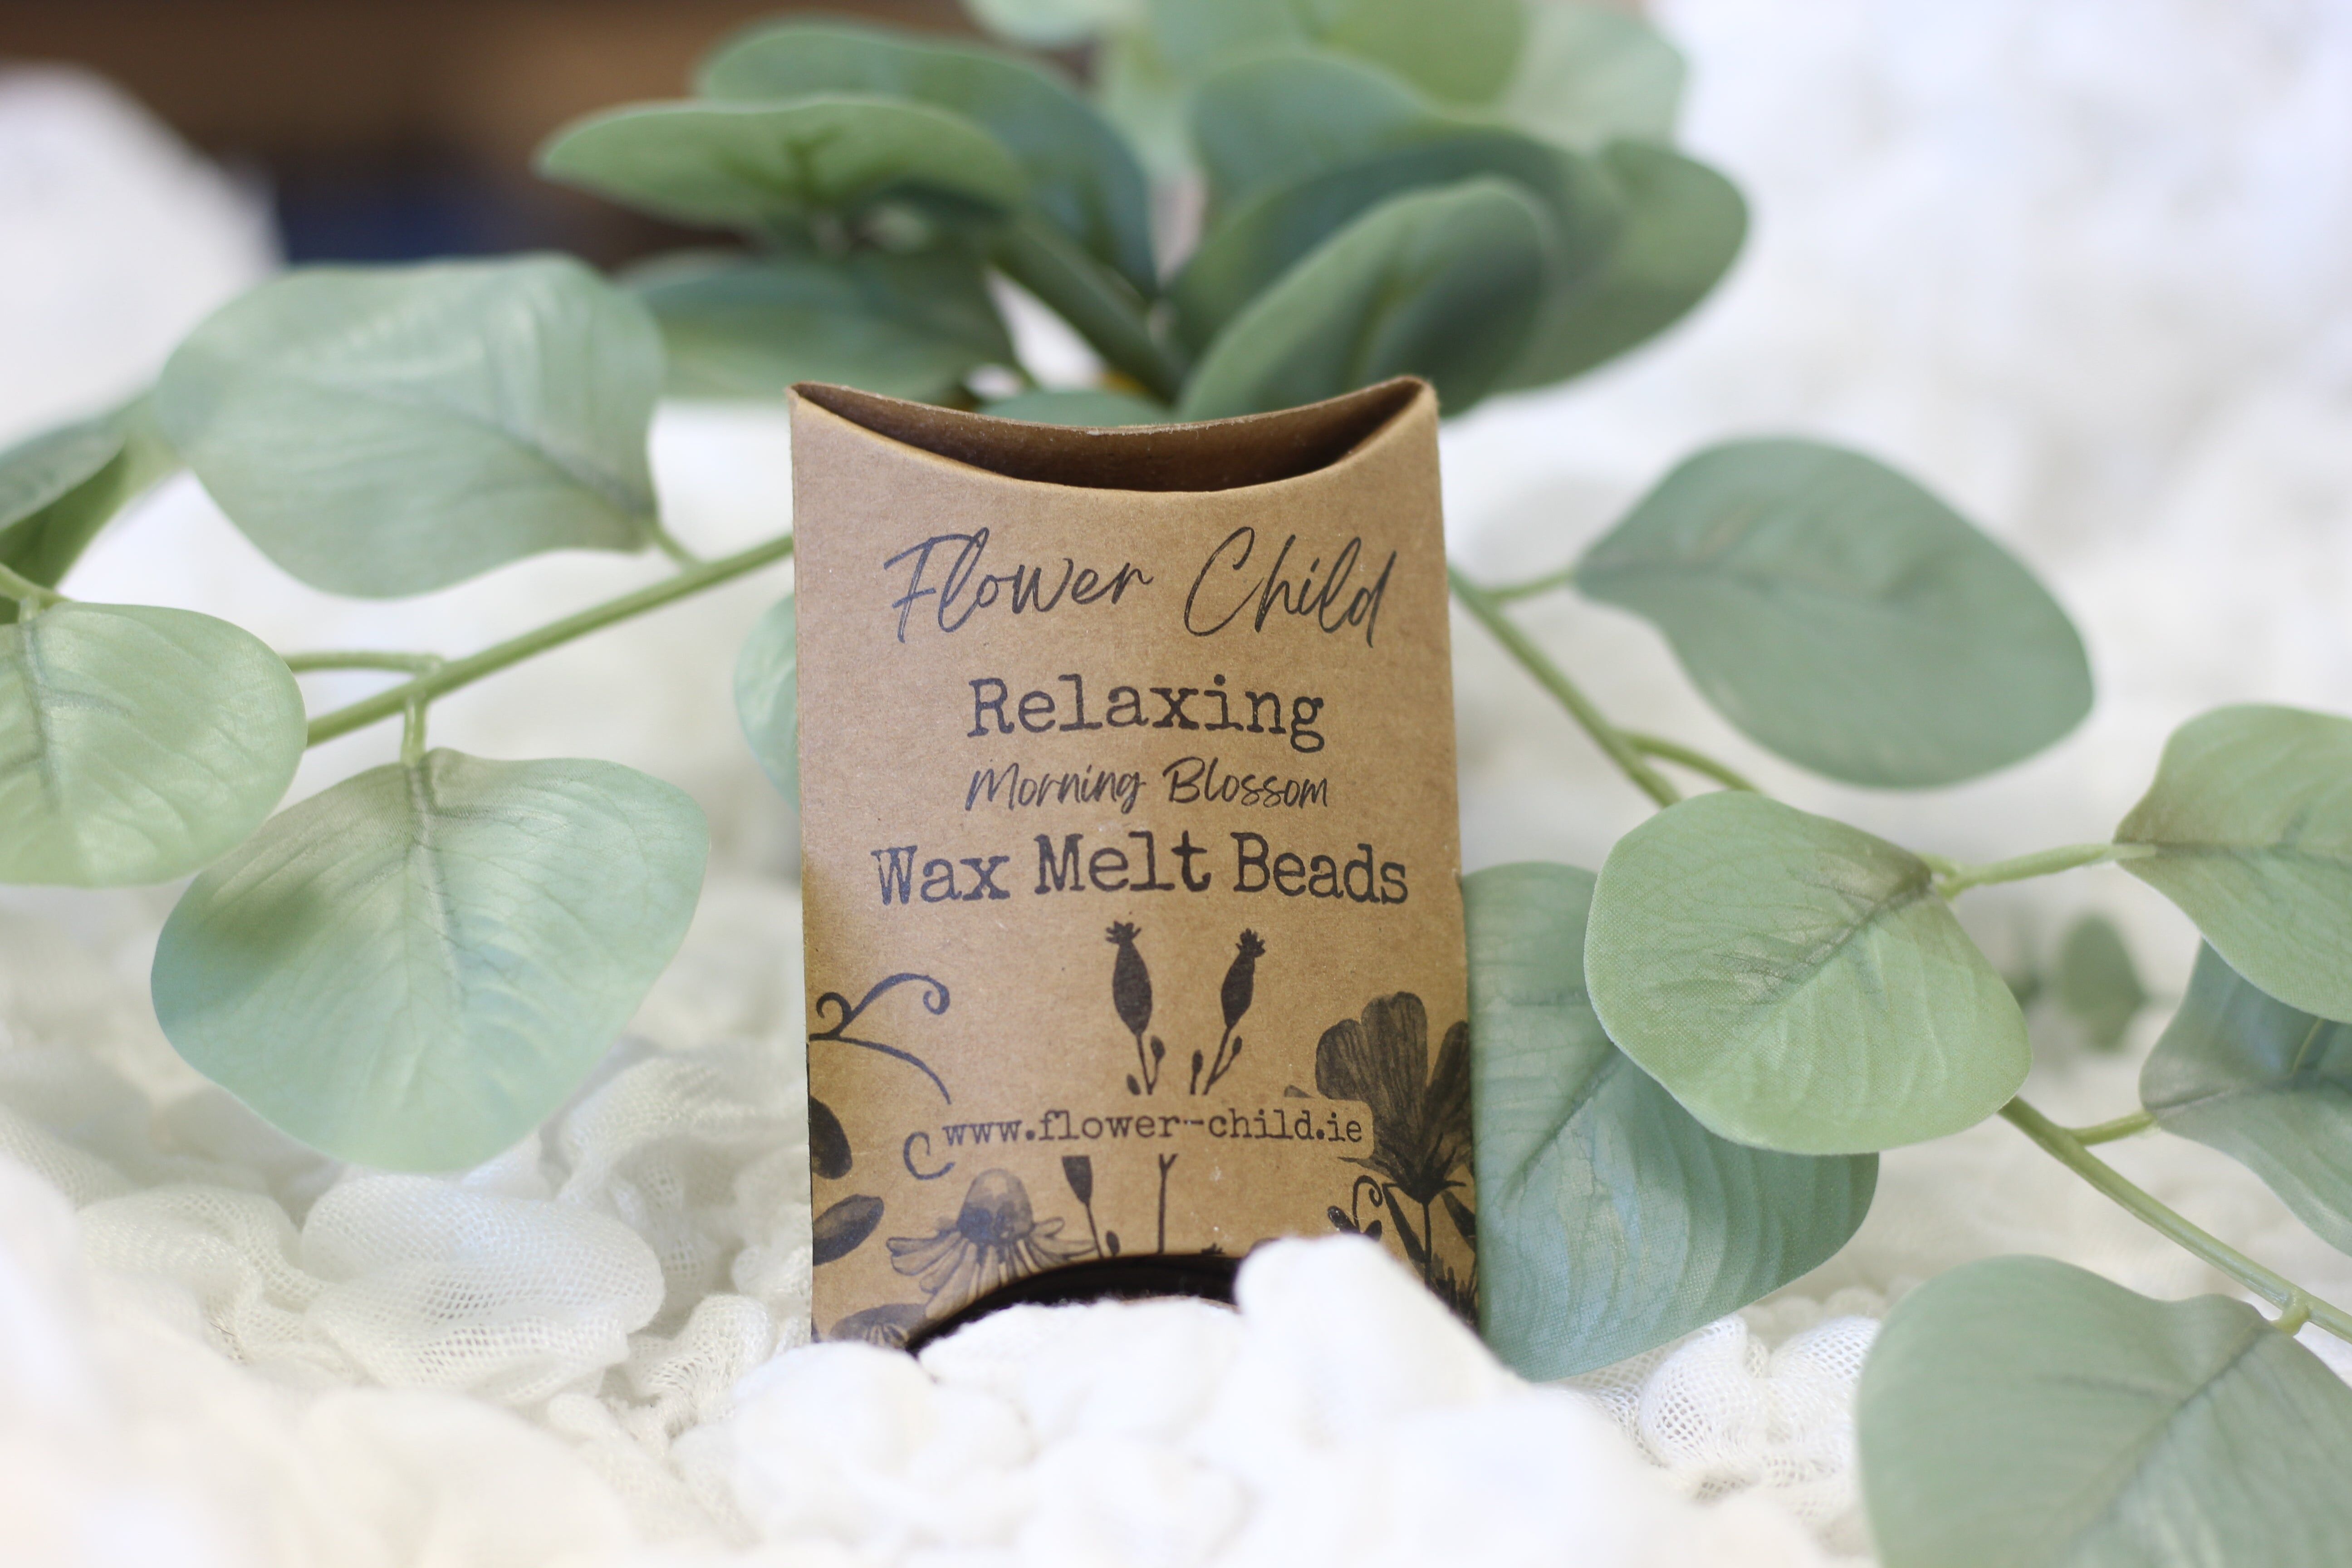 Flower Child
Relaxing
Morning Blossom
Wax Melt Beads
www.flower-child.ie